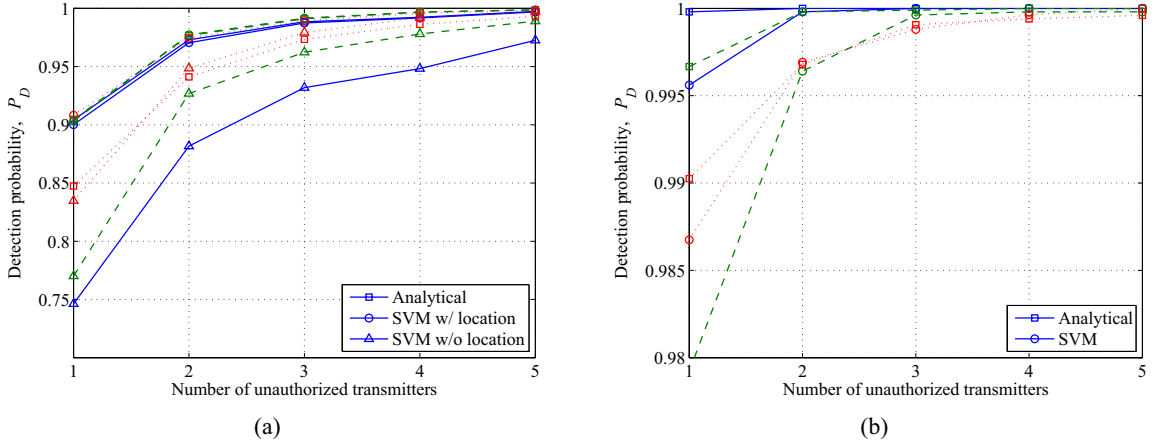 1
0.95
0.9
0.85
0.8
0.75
Detection probability, P_D
Analytical
SVM w/ location
SVM w/o location
1 2 3 4 5
Number of unauthorized transmitters
(a)
1
0.995
0.99
0.985
0.98
Detection probability, P_D
Analytical
SVM
1 2 3 4 5
Number of unauthorized transmitters
(b)